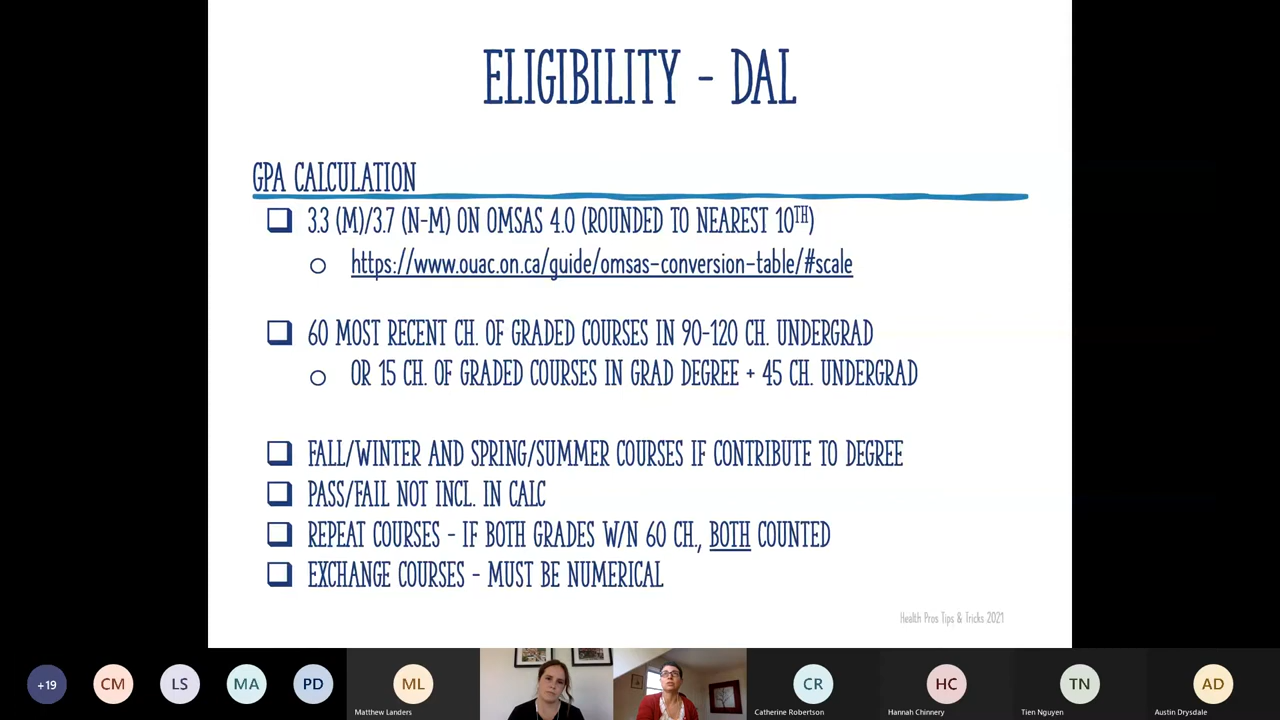 ELIGIBILITY - DAL
GPA CALCULATION
3.3 (M)/3.7 (N-M) ON OMSAS 4.0 (ROUNDED TO NEAREST 10TH)
https://www.ouac.on.ca/guide/omsas-conversion-table/#scale
60 MOST RECENT CH. OF GRADED COURSES IN 90-120 CH. UNDERGRAD
OR 15 CH. OF GRADED COURSES IN GRAD DEGREE + 45 CH. UNDERGRAD
FALL/WINTER AND SPRING/SUMMER COURSES IF CONTRIBUTE TO DEGREE
PASS/FAIL NOT INCL. IN CALC
REPEAT COURSES - IF BOTH GRADES W/N 60 CH., BOTH COUNTED
EXCHANGE COURSES - MUST BE NUMERICAL
Health Pros Tips & Tricks 2021
+19 CM LS MA PD ML CR HC TN AD
Matthew Landers Catherine Robertson Hannah Chinnery Tien Nguyen Austin Drysdale